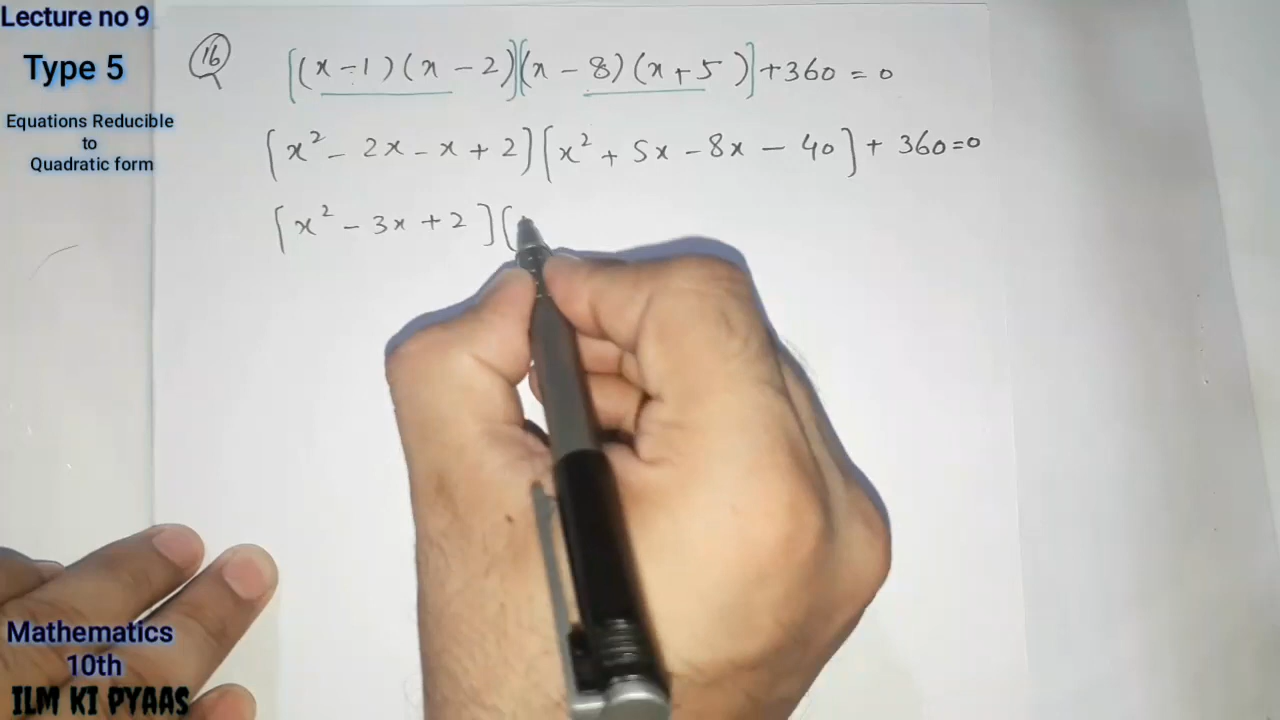 Lecture no 9
Type 5
Equations Reducible
to
Quadratic form
16
[(x-1)(x-2)][(x-8)(x+5)]+360=0
[x²-2x-x+2][x²+5x-8x-40]+360=0
[x²-3x+2][
Mathematics
10th
ILM KI PYAAS